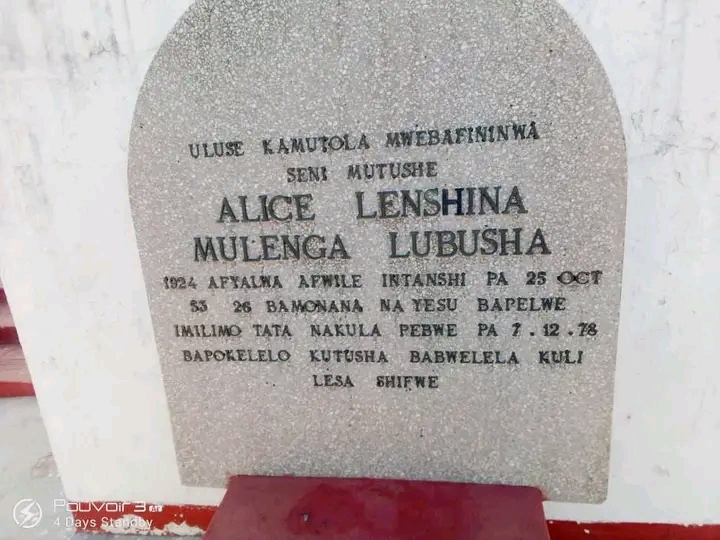 ULUSE KAMUTOLA MWEBAFININWA
SENI MUTUSHE
ALICE LENSHINA
MULENGA LUBUSHA
1924 AFYALWA AFWILE INTANSHI PA 25 OCT
53 26 BAMONANA NA YESU BAPELWE
IMILIMO TATA NAKULA PEBWE PA 7.12.78
BAPOKELELO KUTUSHA BABWELELA KULI
LESA SHIFWE
Pouvoir 3 AIR
4 Days Standby